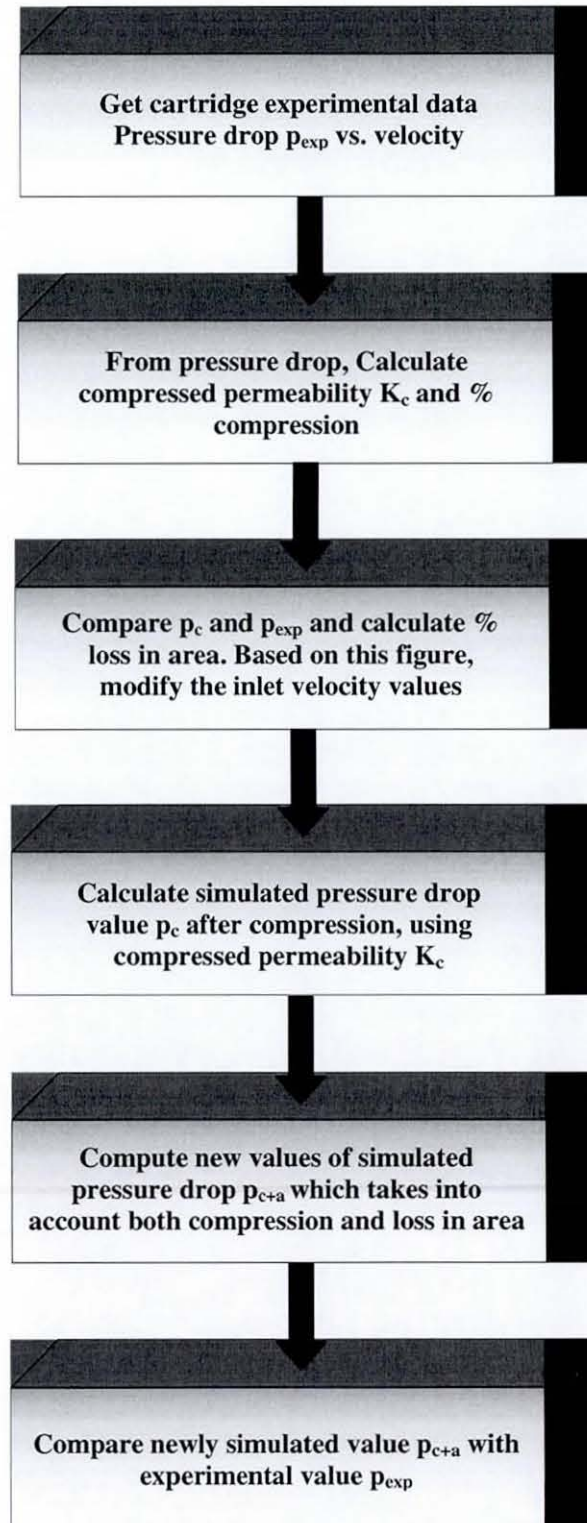 Get cartridge experimental data
Pressure drop pexp vs. velocity
From pressure drop, Calculate
compressed permeability Kc and %
compression
Compare pc and pexp and calculate %
loss in area. Based on this figure,
modify the inlet velocity values
Calculate simulated pressure drop
value pc after compression, using
compressed permeability Kc
Compute new values of simulated
pressure drop pc+a which takes into
account both compression and loss in area
Compare newly simulated value pc+a with
experimental value pexp